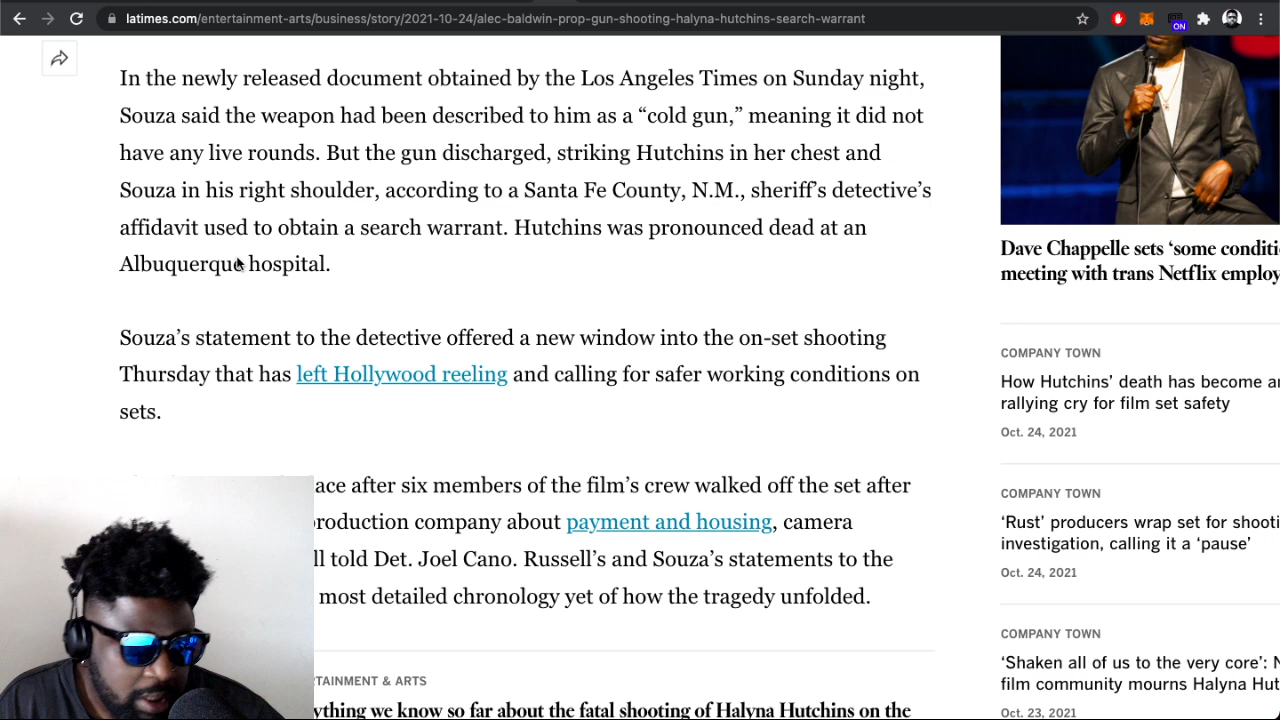 latimes.com/entertainment-arts/business/story/2021-10-24/alec-baldwin-prop-gun-shooting-halyna-hutchins-search-warrant
ON
In the newly released document obtained by the Los Angeles Times on Sunday night,
Souza said the weapon had been described to him as a “cold gun,” meaning it did not
have any live rounds. But the gun discharged, striking Hutchins in her chest and
Souza in his right shoulder, according to a Santa Fe County, N.M., sheriff’s detective’s
affidavit used to obtain a search warrant. Hutchins was pronounced dead at an
Albuquerque hospital.
Souza’s statement to the detective offered a new window into the on-set shooting
Thursday that has left Hollywood reeling and calling for safer working conditions on
sets.
ace after six members of the film’s crew walked off the set after
production company about payment and housing, camera
ll told Det. Joel Cano. Russell’s and Souza’s statements to the
most detailed chronology yet of how the tragedy unfolded.
TAINMENT & ARTS
ything we know so far about the fatal shooting of Halyna Hutchins on the
Dave Chappelle sets ‘some conditi
meeting with trans Netflix employ
COMPANY TOWN
How Hutchins’ death has become a
rallying cry for film set safety
Oct. 24, 2021
COMPANY TOWN
‘Rust’ producers wrap set for shooti
investigation, calling it a ‘pause’
Oct. 24, 2021
COMPANY TOWN
‘Shaken all of us to the very core’:
film community mourns Halyna Hut
Oct. 23, 2021